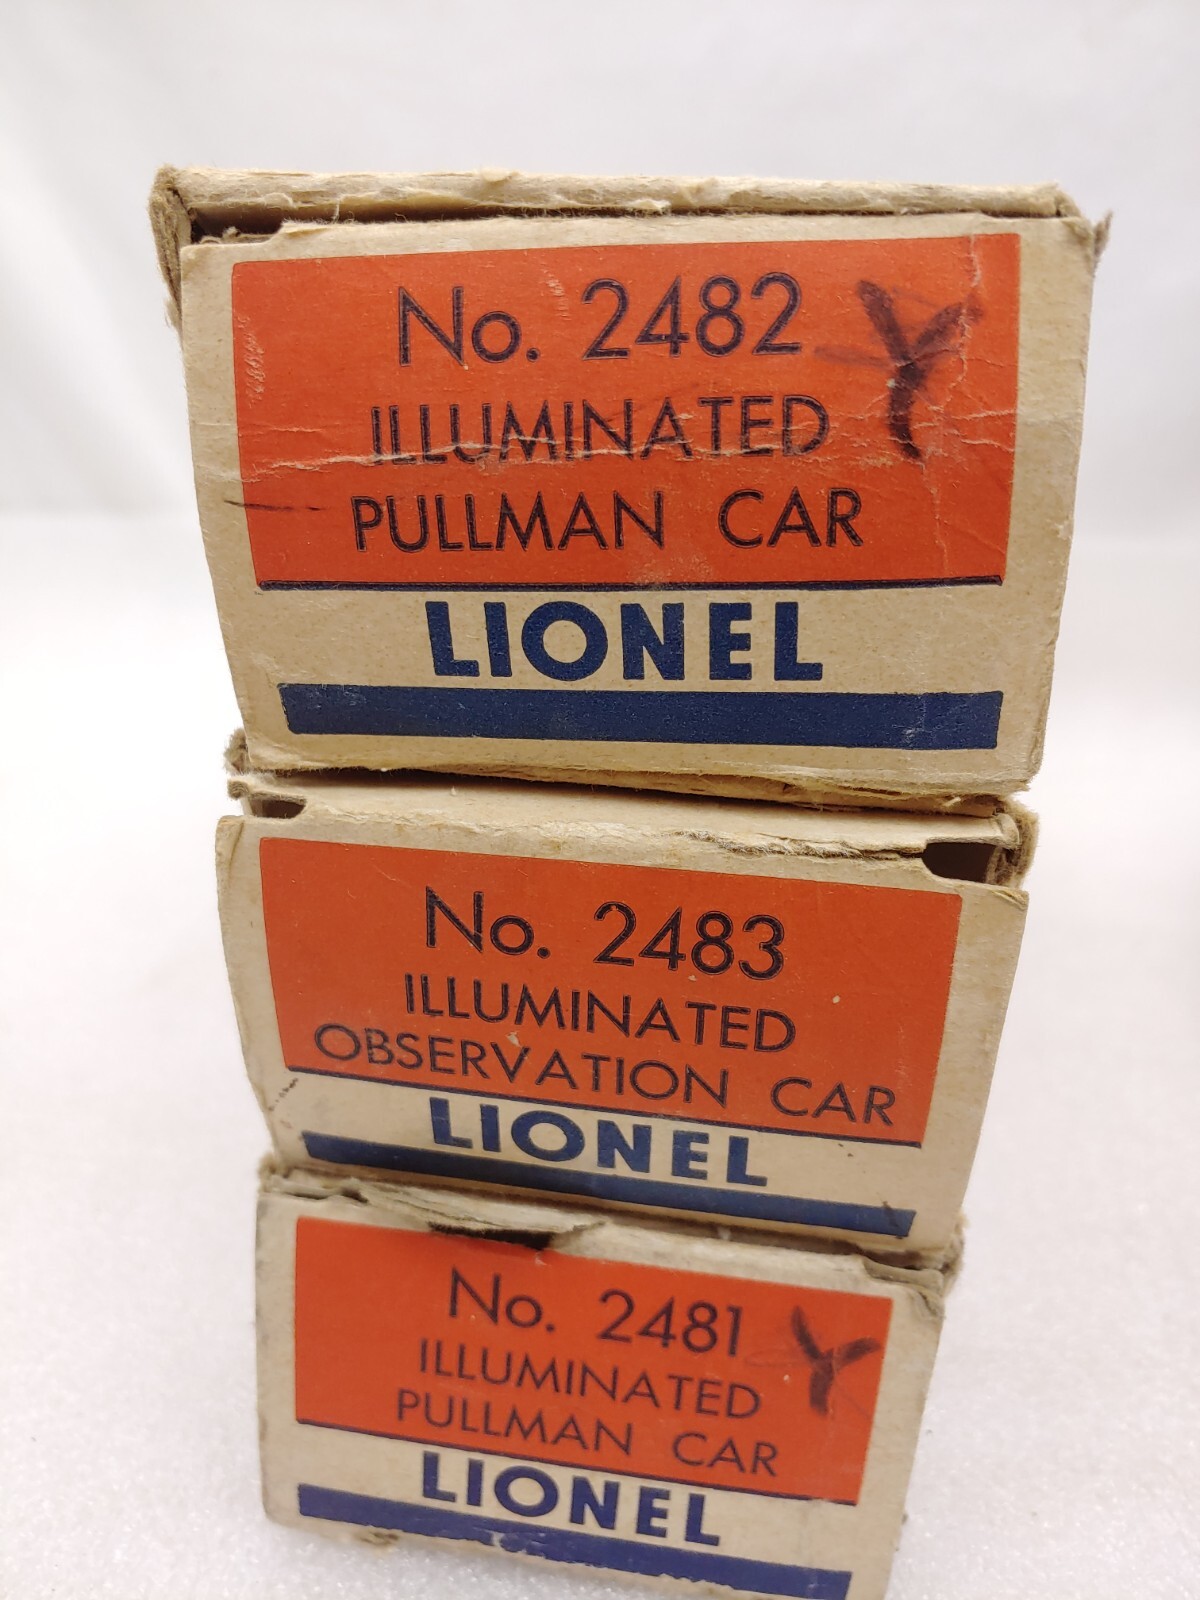 No. 2482
ILLUMINATED
PULLMAN CAR
LIONEL
No. 2483
ILLUMINATED
OBSERVATION CAR
LIONEL
No. 2481
ILLUMINATED
PULLMAN CAR
LIONEL